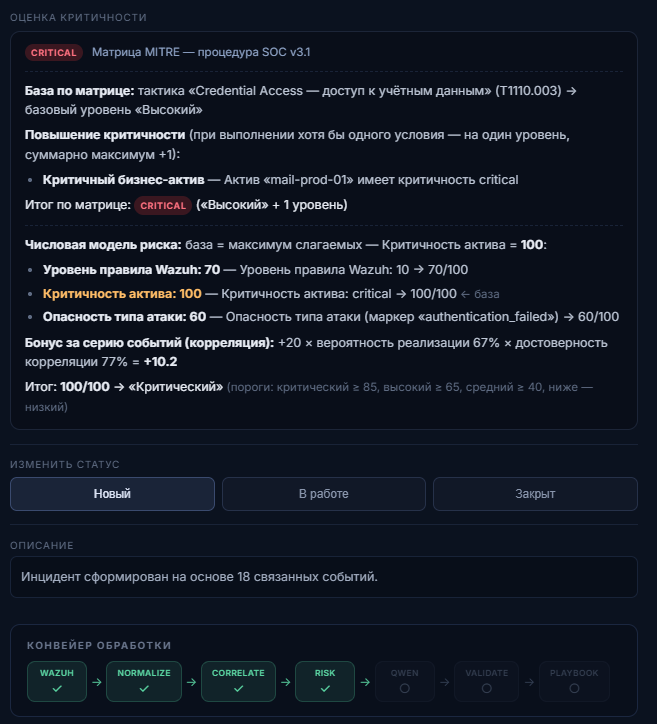 ОЦЕНКА КРИТИЧНОСТИ
CRITICAL Матрица MITRE — процедура SOC v3.1
База по матрице: тактика «Credential Access — доступ к учётным данным» (T1110.003) →
базовый уровень «Высокий»
Повышение критичности (при выполнении хотя бы одного условия — на один уровень,
суммарно максимум +1):
• Критичный бизнес-актив — Актив «mail-prod-01» имеет критичность critical
Итог по матрице: CRITICAL («Высокий» + 1 уровень)
Числовая модель риска: база = максимум слагаемых — Критичность актива = 100:
• Уровень правила Wazuh: 70 — Уровень правила Wazuh: 10 → 70/100
• Критичность актива: 100 — Критичность актива: critical → 100/100 ← база
• Опасность типа атаки: 60 — Опасность типа атаки (маркер «authentication_failed») → 60/100
Бонус за серию событий (корреляция): +20 × вероятность реализации 67% × достоверность
корреляции 77% = +10.2
Итог: 100/100 → «Критический» (пороги: критический ≥ 85, высокий ≥ 65, средний ≥ 40, ниже —
низкий)
ИЗМЕНИТЬ СТАТУС
Новый В работе Закрыт
ОПИСАНИЕ
Инцидент сформирован на основе 18 связанных событий.
КОНВЕЙЕР ОБРАБОТКИ
WAZUH → NORMALIZE → CORRELATE → RISK → QWEN → VALIDATE → PLAYBOOK
✓ ✓ ✓ ✓ ○ ○ ○